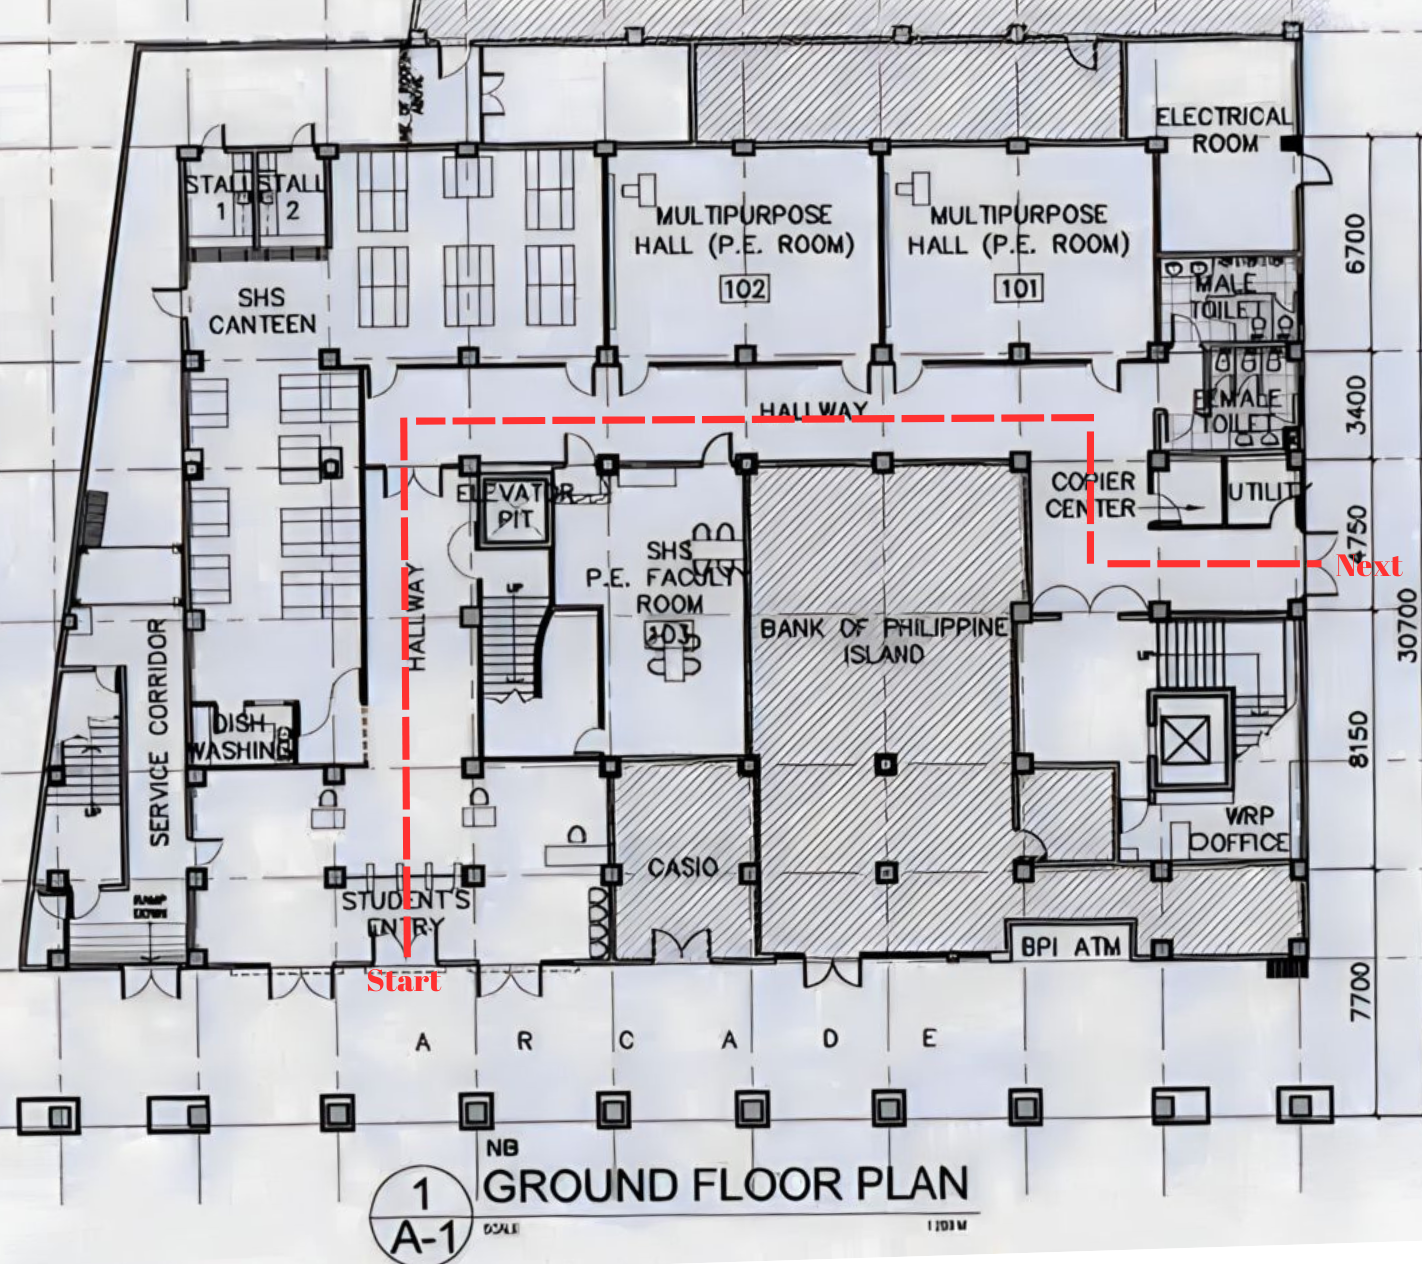 ELECTRICAL
ROOM
STALL
1
STALL
2
MULTIPURPOSE
HALL (P.E. ROOM)
102
MULTIPURPOSE
HALL (P.E. ROOM)
101
MALE
TOILET
SHS
CANTEEN
6700
HALLWAY
FEMALE
TOILET
3400
ELEVATOR
PIT
COPIER
CENTER
UTILITY
4750
SHS
P.E. FACULTY
ROOM
103
Next
HALLWAY
UP
BANK OF PHILIPPINE
ISLAND
30700
UP
SERVICE CORRIDOR
DISH
WASHING
8150
UP
WRP
OFFICE
CASIO
STUDENT'S
ENTRY
RAMP
DOWN
BPI ATM
Start
7700
A R C A D E
NB
1
GROUND FLOOR PLAN
A-1
SCALE